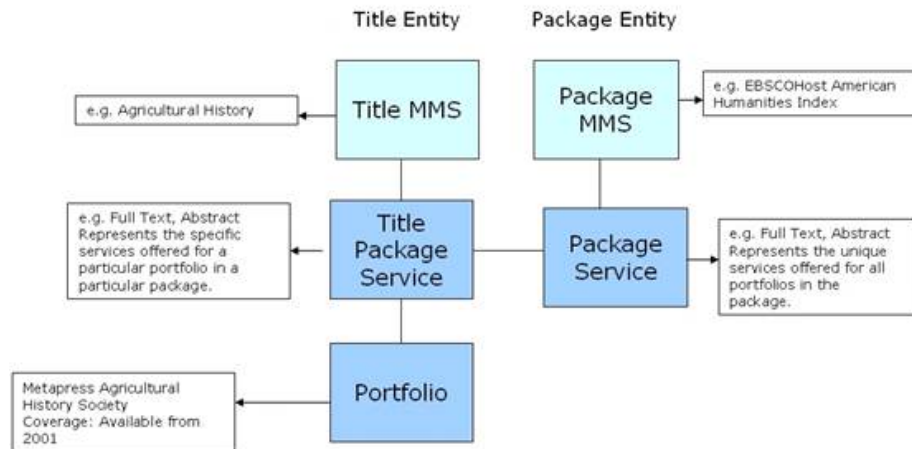 Title Entity
Package Entity
Title MMS
Package
MMS
e.g. Agricultural History
e.g. EBSCOHost American
Humanities Index
e.g. Full Text, Abstract
Represents the specific
services offered for a
particular portfolio in a
particular package.
Title
Package
Service
Package
Service
e.g. Full Text, Abstract
Represents the unique
services offered for all
portfolios in the
package.
Portfolio
Metapress Agricultural
History Society
Coverage: Available from
2001